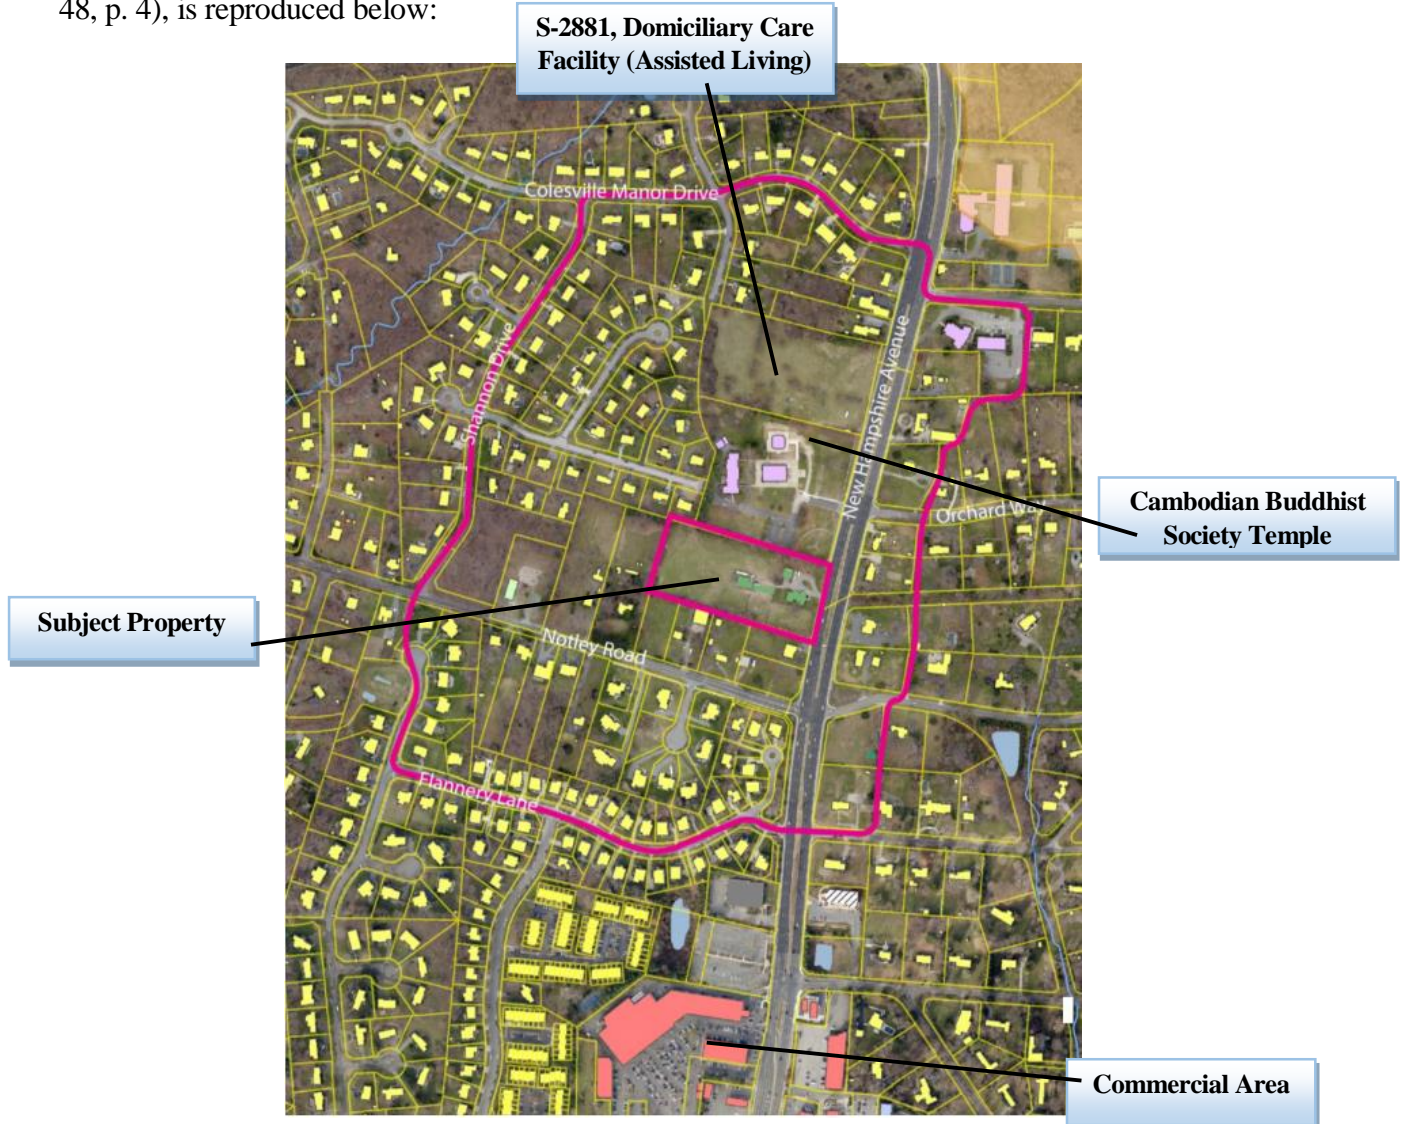 48, p. 4), is reproduced below:
S-2881, Domiciliary Care
Facility (Assisted Living)
Colesville Manor Drive
Shannon Drive
New Hampshire Avenue
Orchard Way
Cambodian Buddhist
Society Temple
Subject Property
Notley Road
Flannery Lane
Commercial Area